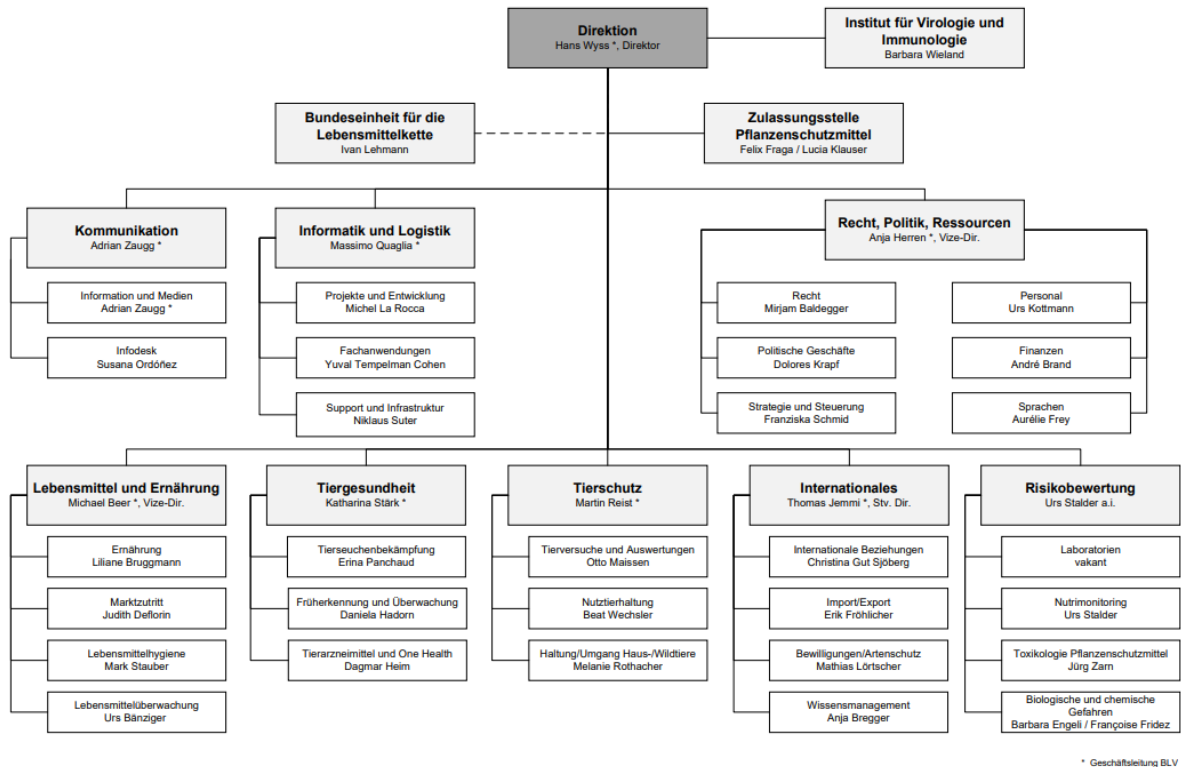 Direktion
Hans Wyss *, Direktor
Institut für Virologie und
Immunologie
Barbara Wieland
Bundeseinheit für die
Lebensmittelkette
Ivan Lehmann
Zulassungsstelle
Pflanzenschutzmittel
Felix Fraga / Lucia Klauser
Kommunikation
Adrian Zaugg *
Information und Medien
Adrian Zaugg *
Infodesk
Susana Ordóñez
Informatik und Logistik
Massimo Quaglia *
Projekte und Entwicklung
Michel La Rocca
Fachanwendungen
Yuval Tempelman Cohen
Support und Infrastruktur
Niklaus Suter
Recht, Politik, Ressourcen
Anja Herren *, Vize-Dir.
Recht
Mirjam Baldegger
Politische Geschäfte
Dolores Krapf
Strategie und Steuerung
Franziska Schmid
Personal
Urs Kottmann
Finanzen
André Brand
Sprachen
Aurélie Frey
Lebensmittel und Ernährung
Michael Beer *, Vize-Dir.
Ernährung
Liliane Bruggmann
Marktzutritt
Judith Deflorin
Lebensmittelhygiene
Mark Stauber
Lebensmittelüberwachung
Urs Bänziger
Tiergesundheit
Katharina Stärk *
Tierseuchenbekämpfung
Erina Panchaud
Früherkennung und Überwachung
Daniela Hadorn
Tierarzneimittel und One Health
Dagmar Heim
Tierschutz
Martin Reist *
Tierversuche und Auswertungen
Otto Maissen
Nutztierhaltung
Beat Wechsler
Haltung/Umgang Haus-/Wildtiere
Melanie Rothacher
Internationales
Thomas Jemmi *, Stv. Dir.
Internationale Beziehungen
Christina Gut Sjöberg
Import/Export
Erik Fröhlicher
Bewilligungen/Artenschutz
Mathias Lörtscher
Wissensmanagement
Anja Bregger
Risikobewertung
Urs Stalder a.i.
Laboratorien
vakant
Nutrimonitoring
Urs Stalder
Toxikologie Pflanzenschutzmittel
Jürg Zarn
Biologische und chemische
Gefahren
Barbara Engeli / Françoise Fridez
* Geschäftsleitung BLV